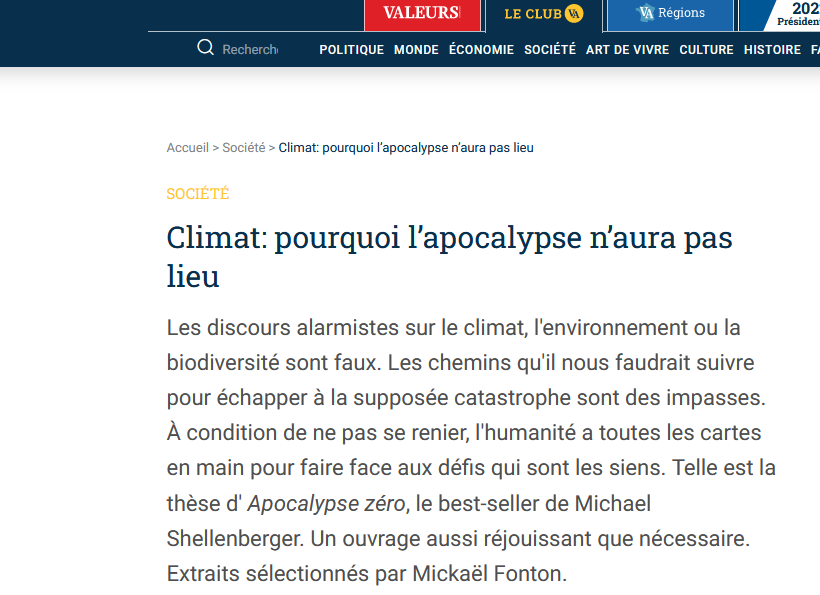 VALEURS
LE CLUB VA
VA Régions
Présiden
Recherch
POLITIQUE MONDE ÉCONOMIE SOCIÉTÉ ART DE VIVRE CULTURE HISTOIRE
Accueil > Société > Climat: pourquoi l’apocalypse n’aura pas lieu
SOCIÉTÉ
Climat: pourquoi l’apocalypse n’aura pas
lieu
Les discours alarmistes sur le climat, l'environnement ou la
biodiversité sont faux. Les chemins qu'il nous faudrait suivre
pour échapper à la supposée catastrophe sont des impasses.
À condition de ne pas se renier, l'humanité a toutes les cartes
en main pour faire face aux défis qui sont les siens. Telle est la
thèse d' Apocalypse zéro, le best-seller de Michael
Shellenberger. Un ouvrage aussi réjouissant que nécessaire.
Extraits sélectionnés par Mickaël Fonton.